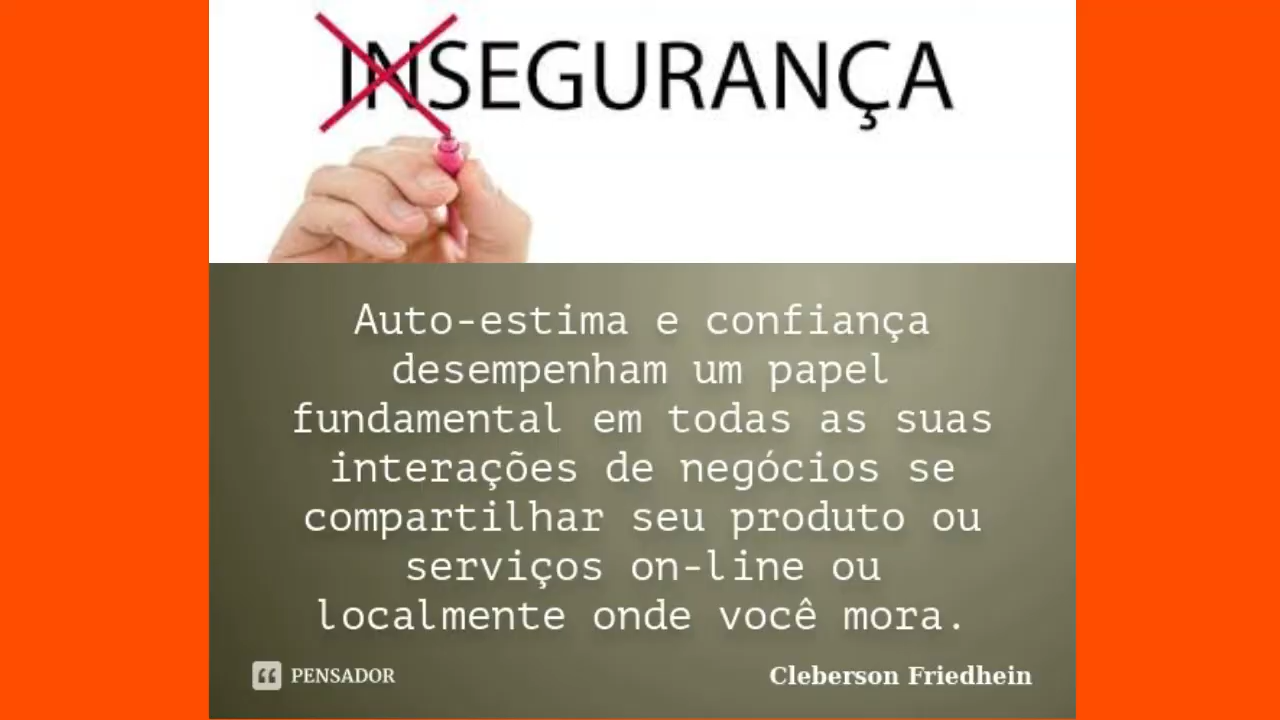 INSEGURANÇA
Auto-estima e confiança
desempenham um papel
fundamental em todas as suas
interações de negócios se
compartilhar seu produto ou
serviços on-line ou
localmente onde você mora.
PENSADOR
Cleberson Friedhein